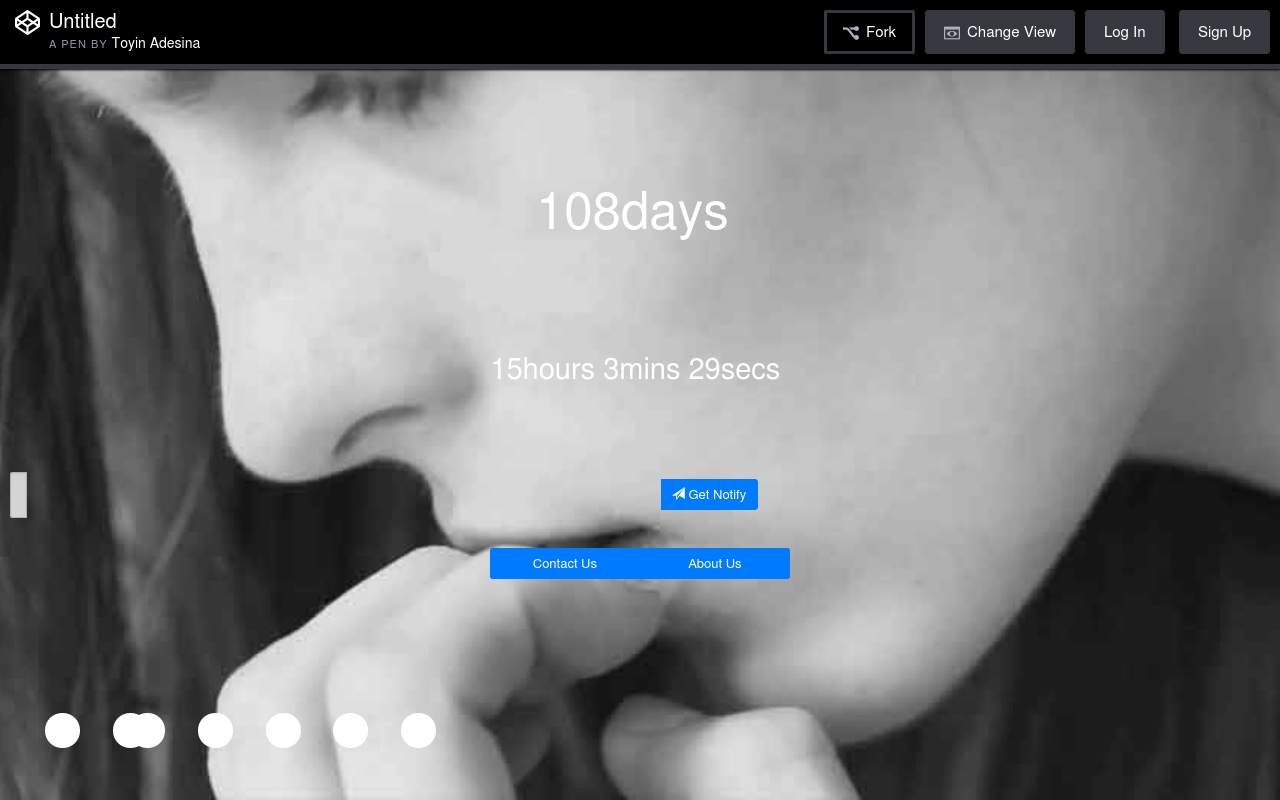 Untitled
A PEN BY Toyin Adesina
Fork
Change View
Log In
Sign Up
108days
15hours 3mins 29secs
Get Notify
Contact Us
About Us